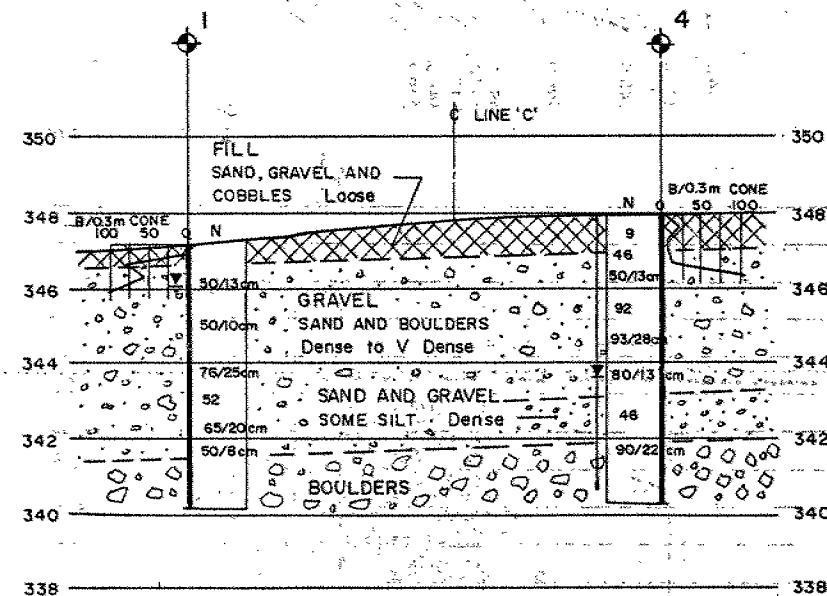 1 4
₵ LINE 'C'
350 350
FILL
SAND, GRAVEL AND
COBBLES Loose
B/0.3m CONE
100 50 0 N
N B/0.3m CONE
0 50 100
348 348
9
46
50/13cm 50/13cm
346 346
GRAVEL
50/10cm SAND AND BOULDERS 92
Dense to V Dense 93/28cm
344 344
76/25cm 80/13cm
52 SAND AND GRAVEL
SOME SILT Dense 46
65/20cm
342 342
50/8cm 90/22cm
BOULDERS
340 340
338 338